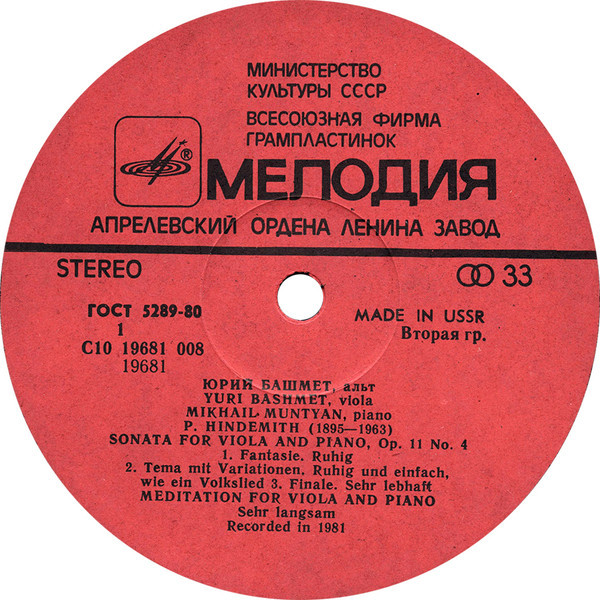 МИНИСТЕРСТВО
КУЛЬТУРЫ СССР
ВСЕСОЮЗНАЯ ФИРМА
ГРАМПЛАСТИНОК
®
МЕЛОДИЯ
АПРЕЛЕВСКИЙ ОРДЕНА ЛЕНИНА ЗАВОД
STEREO
33
ГОСТ 5289-80
MADE IN USSR
1
Вторая гр.
С10 19681 008
19681
ЮРИЙ БАШМЕТ, альт
YURI BASHMET, viola
MIKHAIL MUNTYAN, piano
P. HINDEMITH (1895—1963)
SONATA FOR VIOLA AND PIANO, Op. 11 No. 4
1. Fantasie. Ruhig
2. Tema mit Variationen. Ruhig und einfach,
wie ein Volkslied 3. Finale. Sehr lebhaft
MEDITATION FOR VIOLA AND PIANO
Sehr langsam
Recorded in 1981